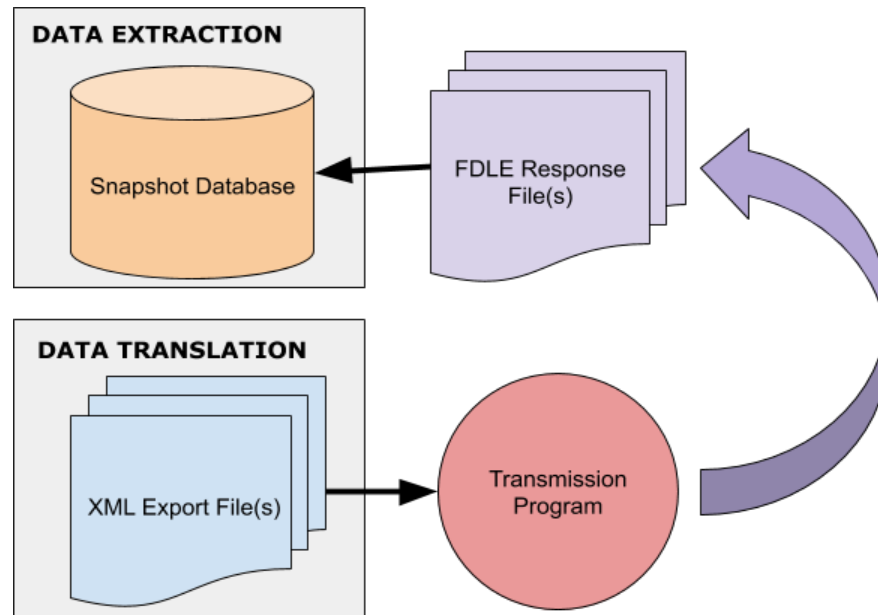 DATA EXTRACTION
Snapshot Database
FDLE Response
File(s)
DATA TRANSLATION
XML Export File(s)
Transmission
Program